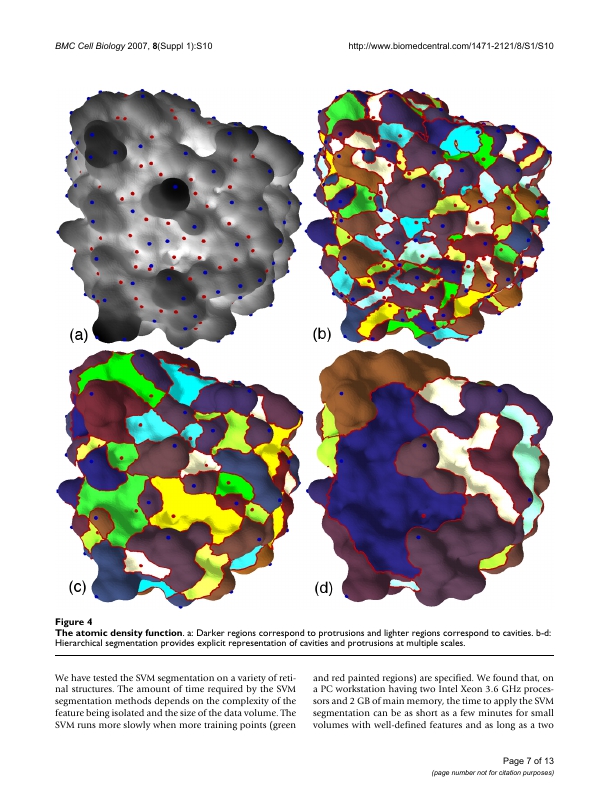 BMC Cell Biology 2007, 8(Suppl 1):S10
http://www.biomedcentral.com/1471-2121/8/S1/S10
(a)
(b)
(c)
(d)
Figure 4
The atomic density function. a: Darker regions correspond to protrusions and lighter regions correspond to cavities. b-d:
Hierarchical segmentation provides explicit representation of cavities and protrusions at multiple scales.
We have tested the SVM segmentation on a variety of reti-
nal structures. The amount of time required by the SVM
segmentation methods depends on the complexity of the
feature being isolated and the size of the data volume. The
SVM runs more slowly when more training points (green
and red painted regions) are specified. We found that, on
a PC workstation having two Intel Xeon 3.6 GHz proces-
sors and 2 GB of main memory, the time to apply the SVM
segmentation can be as short as a few minutes for small
volumes with well-defined features and as long as a two
Page 7 of 13
(page number not for citation purposes)